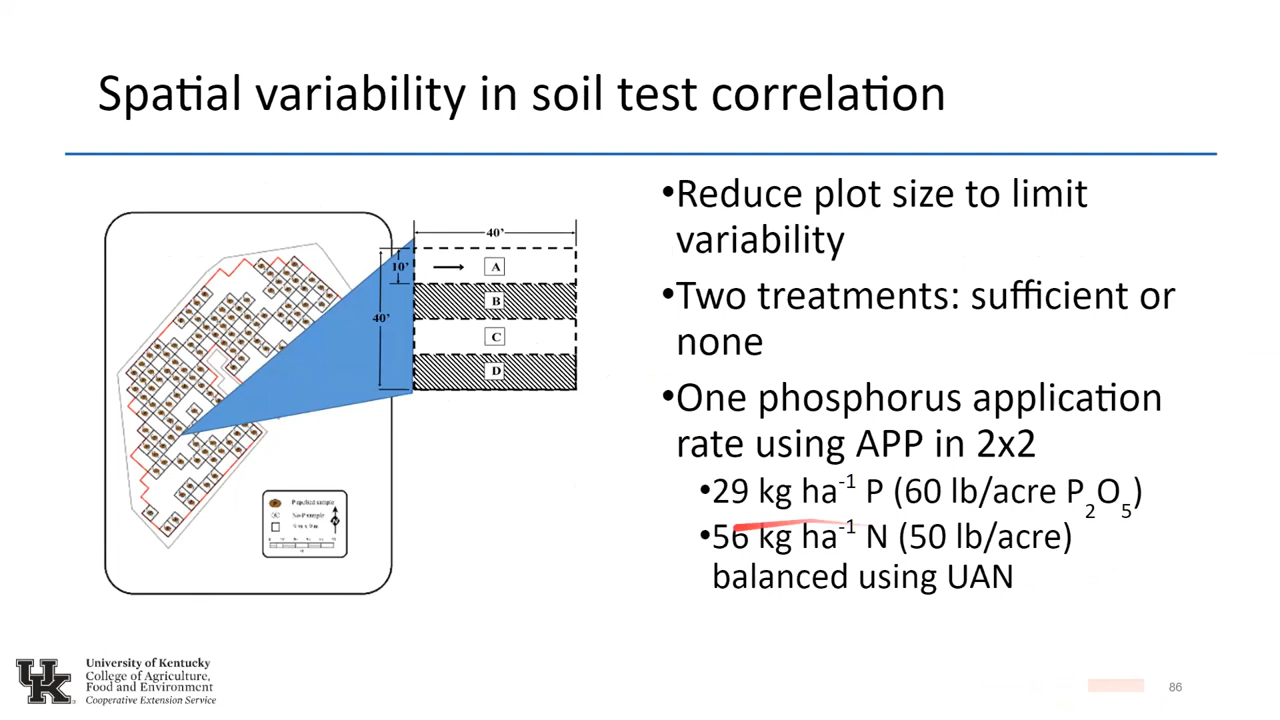 Spatial variability in soil test correlation
40'
10'
A
B
40'
C
D
•Reduce plot size to limit
variability
•Two treatments: sufficient or
none
•One phosphorus application
rate using APP in 2x2
•29 kg ha-1 P (60 lb/acre P2O5)
•56 kg ha-1 N (50 lb/acre)
balanced using UAN
N
UK
University of Kentucky
College of Agriculture,
Food and Environment
Cooperative Extension Service
86